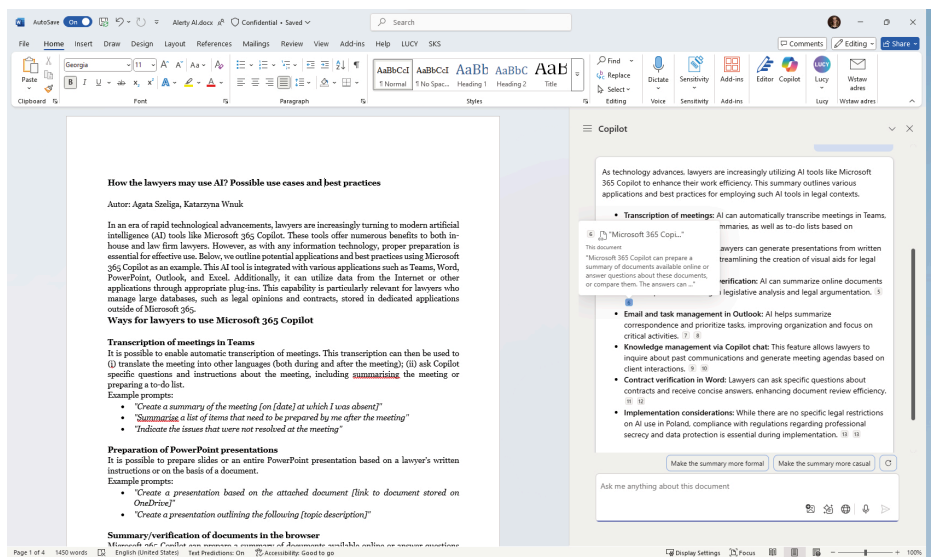 AutoSave On Alerty AI.docx Confidential • Saved Search
File Home Insert Draw Design Layout References Mailings Review View Add-ins Help LUCY SKS Comments Editing Share
Paste
Georgia 11
AaBbCcI AaBbCcI AaBb AaBbC AaB
¶ Normal ¶ No Spac... Heading 1 Heading 2 Title
Find
Replace
Select
Dictate Sensitivity Add-ins Editor Copilot Lucy Wstaw adres
Clipboard Font Paragraph Styles Editing Voice Sensitivity Add-ins Lucy Wstaw adres
How the lawyers may use AI? Possible use cases and best practices
Autor: Agata Szeliga, Katarzyna Wnuk
In an era of rapid technological advancements, lawyers are increasingly turning to modern artificial
intelligence (AI) tools like Microsoft 365 Copilot. These tools offer numerous benefits to both in-
house and law firm lawyers. However, as with any information technology, proper preparation is
essential for effective use. Below, we outline potential applications and best practices using Microsoft
365 Copilot as an example. This AI tool is integrated with various applications such as Teams, Word,
PowerPoint, Outlook, and Excel. Additionally, it can utilize data from the Internet or other
applications through appropriate plug-ins. This capability is particularly relevant for lawyers who
manage large databases, such as legal opinions and contracts, stored in dedicated applications
outside of Microsoft 365.
Ways for lawyers to use Microsoft 365 Copilot
Transcription of meetings in Teams
It is possible to enable automatic transcription of meetings. This transcription can then be used to
(j) translate the meeting into other languages (both during and after the meeting); (ii) ask Copilot
specific questions and instructions about the meeting, including summarising the meeting or
preparing a to-do list.
Example prompts:
• "Create a summary of the meeting [on [date] at which I was absent]"
• "Summarise a list of items that need to be prepared by me after the meeting"
• "Indicate the issues that were not resolved at the meeting"
Preparation of PowerPoint presentations
It is possible to prepare slides or an entire PowerPoint presentation based on a lawyer's written
instructions or on the basis of a document.
Example prompts:
• "Create a presentation based on the attached document [link to document stored on
OneDrive]"
• "Create a presentation outlining the following [topic description]"
Summary/verification of documents in the browser
Microsoft 365 Copilot can prepare a summary of documents available online or answer questions
Copilot
As technology advances, lawyers are increasingly utilizing AI tools like Microsoft
365 Copilot to enhance their work efficiency. This summary outlines various
applications and best practices for employing such AI tools in legal contexts.
• Transcription of meetings: AI can automatically transcribe meetings in Teams,
mmaries, as well as to-do lists based on
awyers can generate presentations from written
treamlining the creation of visual aids for legal
verification: AI can summarize online documents
legislative analysis and legal argumentation. 5
6
6 "Microsoft 365 Copi..."
This document
"Microsoft 365 Copilot can prepare a
summary of documents available online or
answer questions about these documents,
or compare them. The answers can ..."
• Email and task management in Outlook: AI helps summarize
correspondence and prioritize tasks, improving organization and focus on
critical activities. 7 8
• Knowledge management via Copilot chat: This feature allows lawyers to
inquire about past communications and generate meeting agendas based on
client interactions. 9 10
• Contract verification in Word: Lawyers can ask specific questions about
contracts and receive concise answers, enhancing document review efficiency.
11 12
• Implementation considerations: While there are no specific legal restrictions
on AI use in Poland, compliance with regulations regarding professional
secrecy and data protection is essential during implementation. 13 13
Make the summary more formal Make the summary more casual
Ask me anything about this document
Page 1 of 4 1450 words English (United States) Text Predictions: On Accessibility: Good to go Display Settings Focus 100%